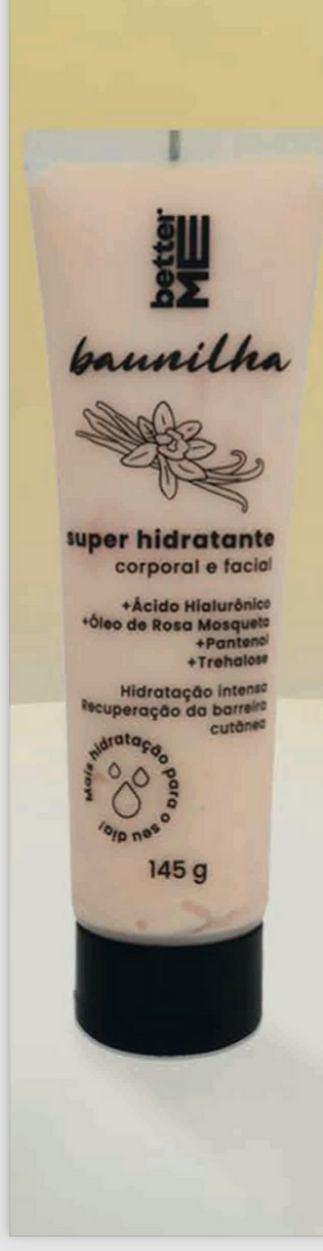 better
ME
baunilha
super hidratante
corporal e facial
+Ácido Hialurônico
+Óleo de Rosa Mosqueta
+Pantenol
+Trehalose
Hidratação intensa
Recuperação da barreira
cutânea
Mais hidratação para o seu dia!
145 g